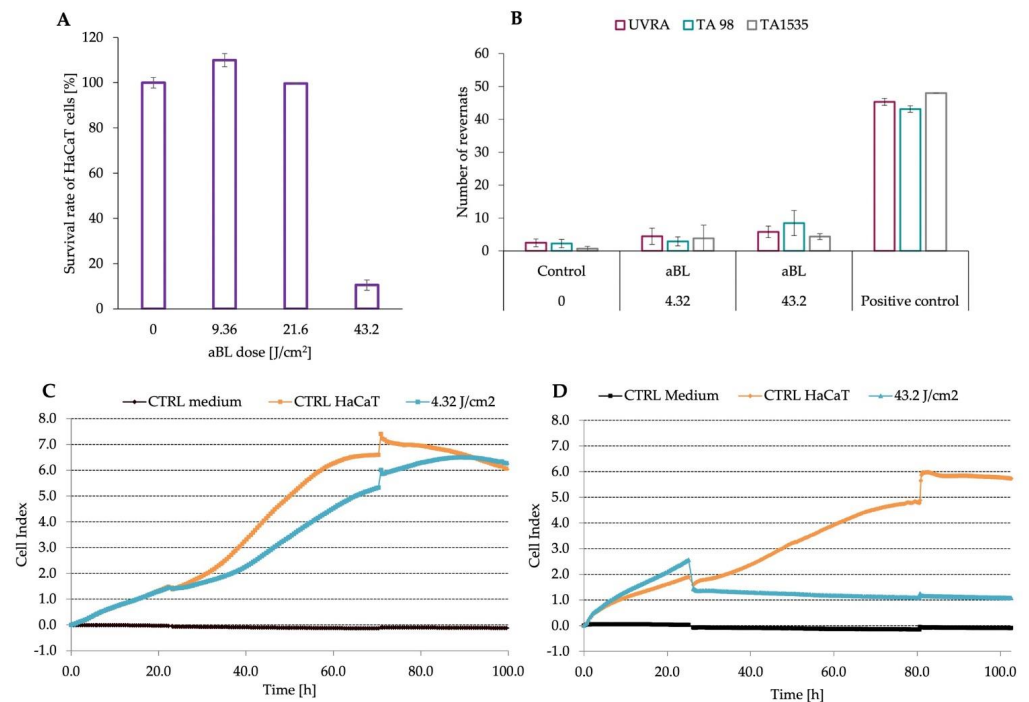 A
Survival rate of HaCaT cells [%]
120
100
80
60
40
20
0
0 9.36 21.6 43.2
aBL dose [J/cm²]
B
UVRA TA 98 TA1535
Number of revernats
60
50
40
30
20
10
0
Control aBL aBL
0 4.32 43.2 Positive control
C
CTRL medium CTRL HaCaT 4.32 J/cm2
Cell Index
8.0
7.0
6.0
5.0
4.0
3.0
2.0
1.0
0.0
-1.0
0.0 20.0 40.0 60.0 80.0 100.0
Time [h]
D
CTRL Medium CTRL HaCaT 43.2 J/cm2
Cell Index
8.0
7.0
6.0
5.0
4.0
3.0
2.0
1.0
0.0
-1.0
0.0 20.0 40.0 60.0 80.0 100.0
Time [h]